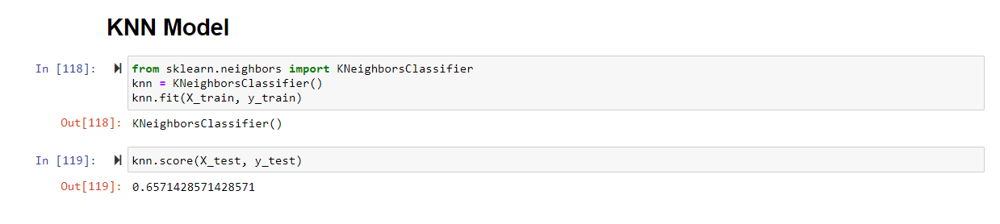 KNN Model
In [118]: from sklearn.neighbors import KNeighborsClassifier
knn = KNeighborsClassifier()
knn.fit(X_train, y_train)
Out[118]: KNeighborsClassifier()
In [119]: knn.score(X_test, y_test)
Out[119]: 0.6571428571428571